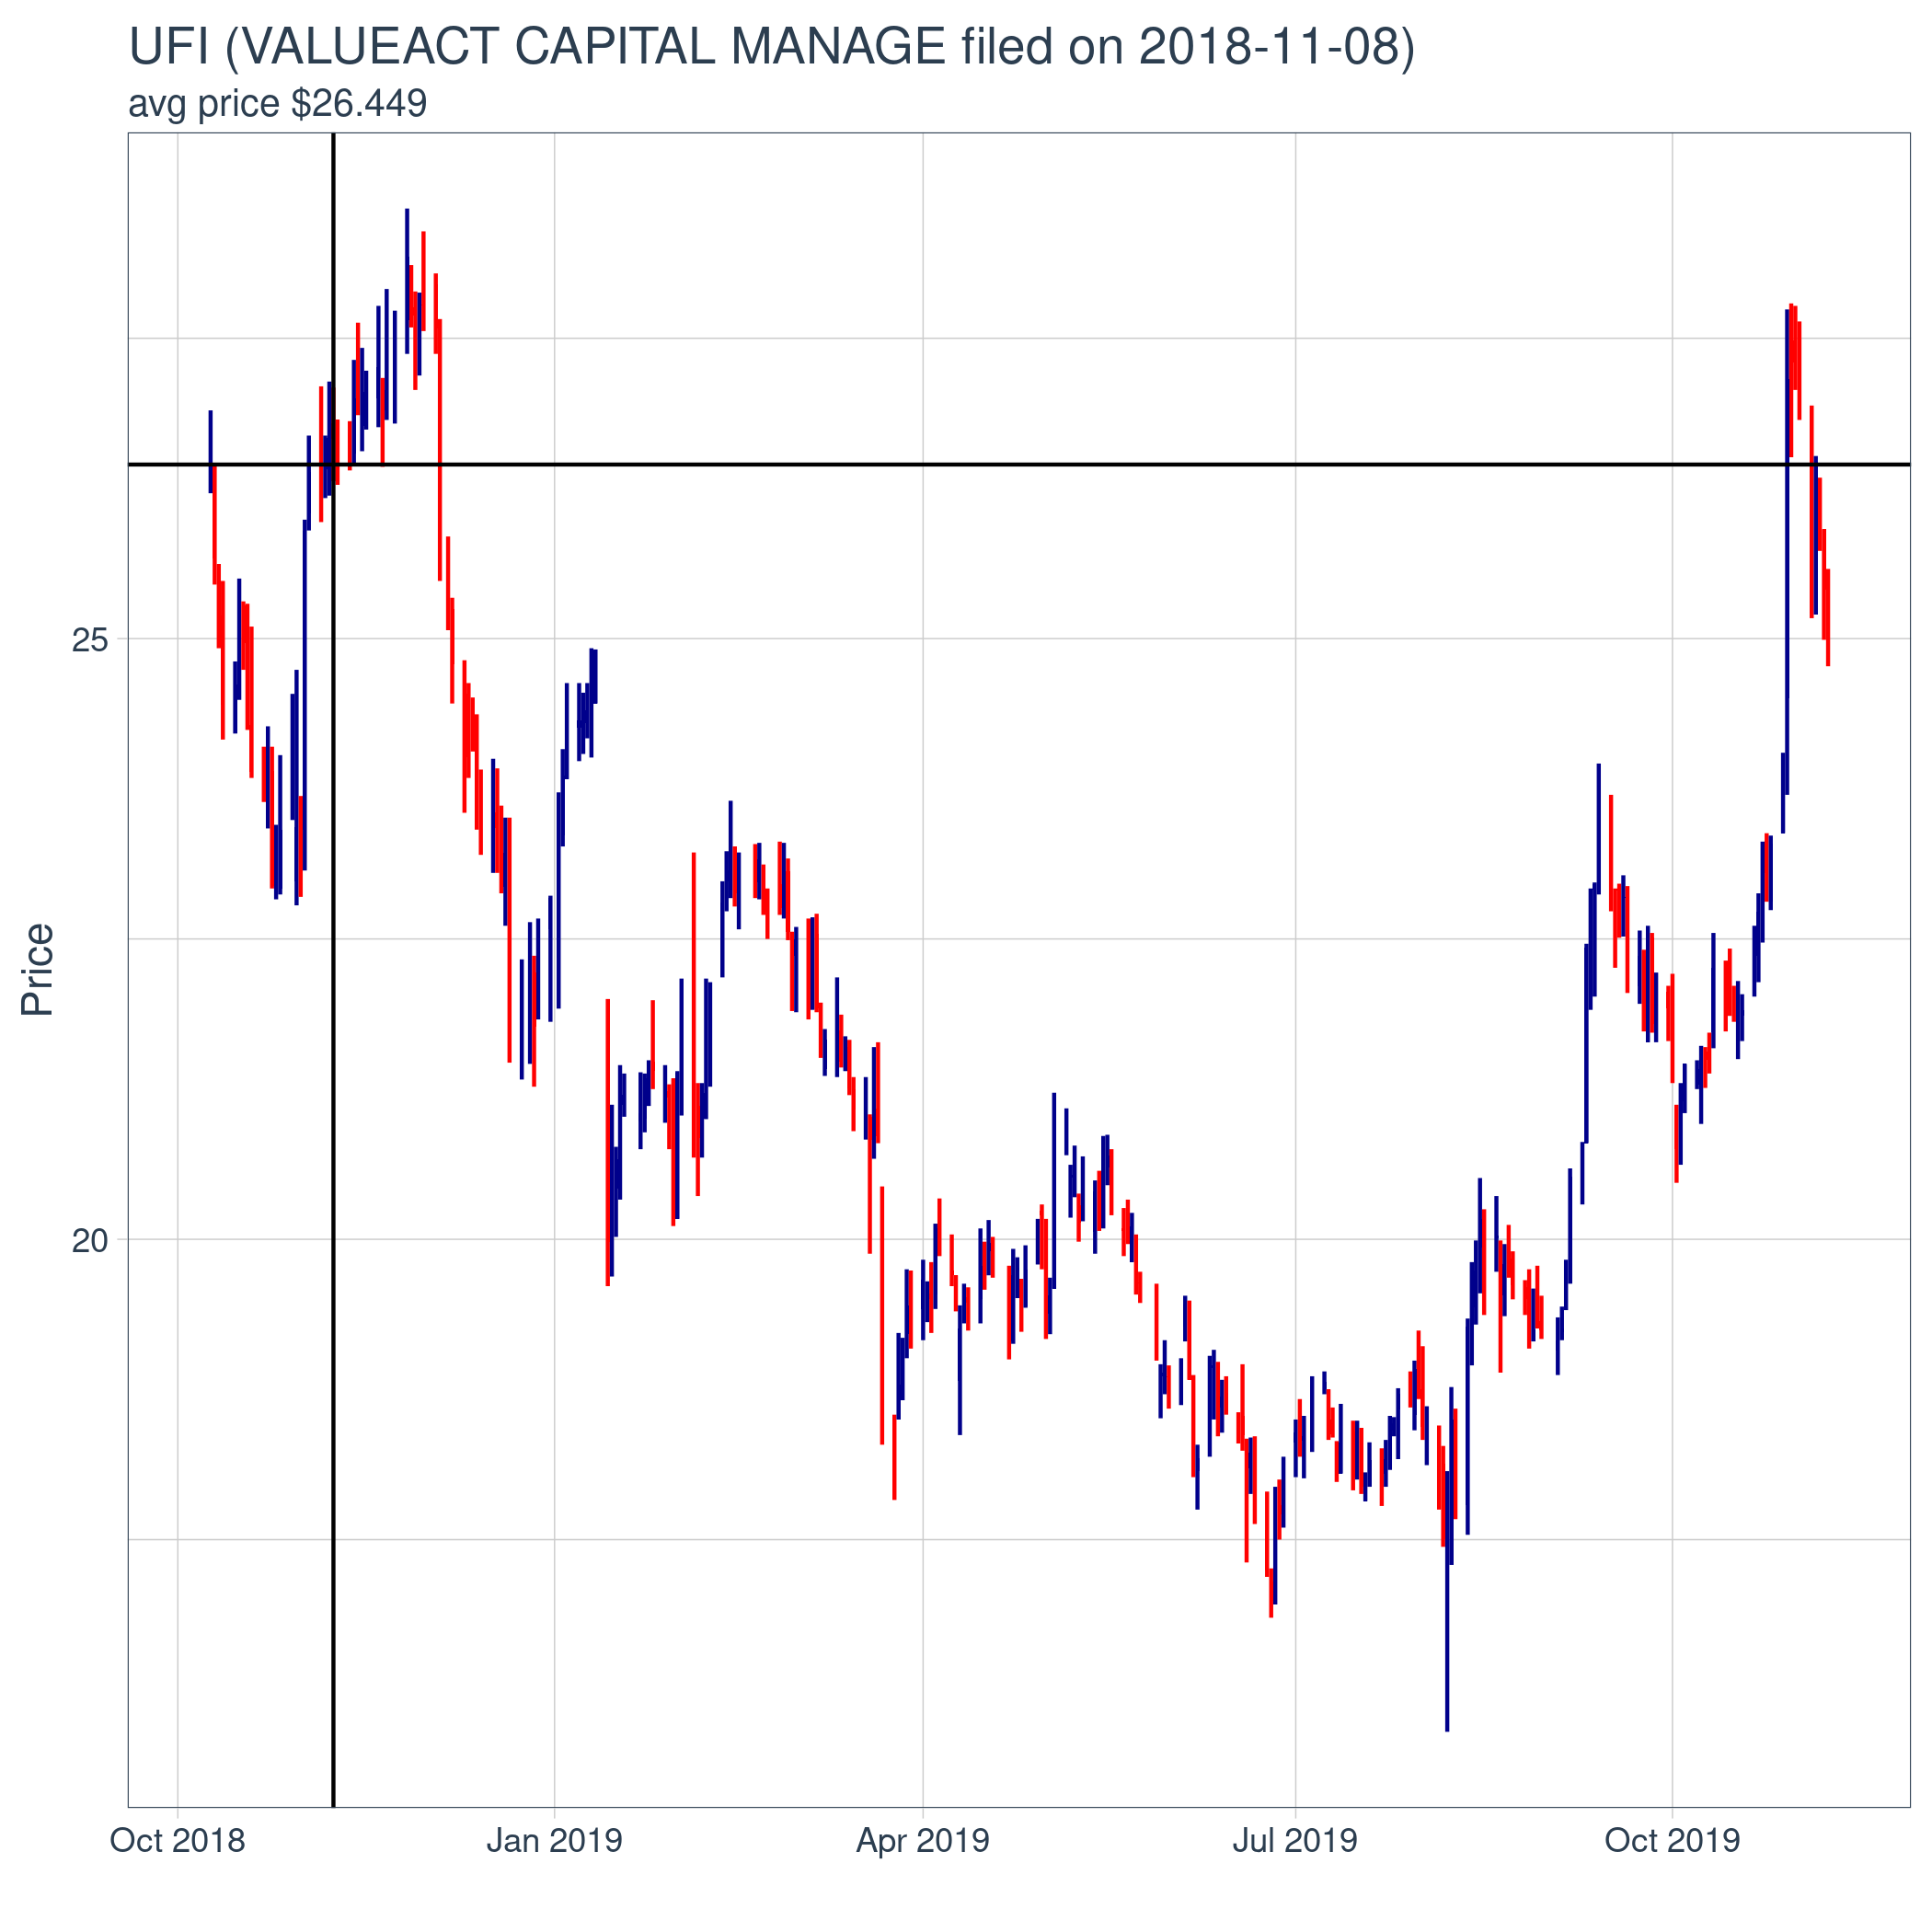 UFI (VALUEACT CAPITAL MANAGE filed on 2018-11-08)
avg price $26.449
25
Price
20
Oct 2018 Jan 2019 Apr 2019 Jul 2019 Oct 2019